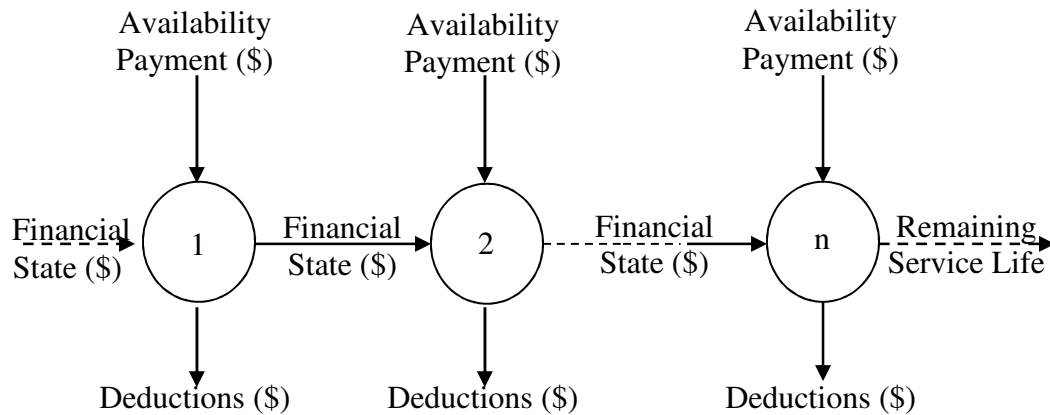 Availability
Payment ($)
Availability
Payment ($)
Availability
Payment ($)
Financial
State ($)
1
Financial
State ($)
2
Financial
State ($)
n
Remaining
Service Life
Deductions ($)
Deductions ($)
Deductions ($)